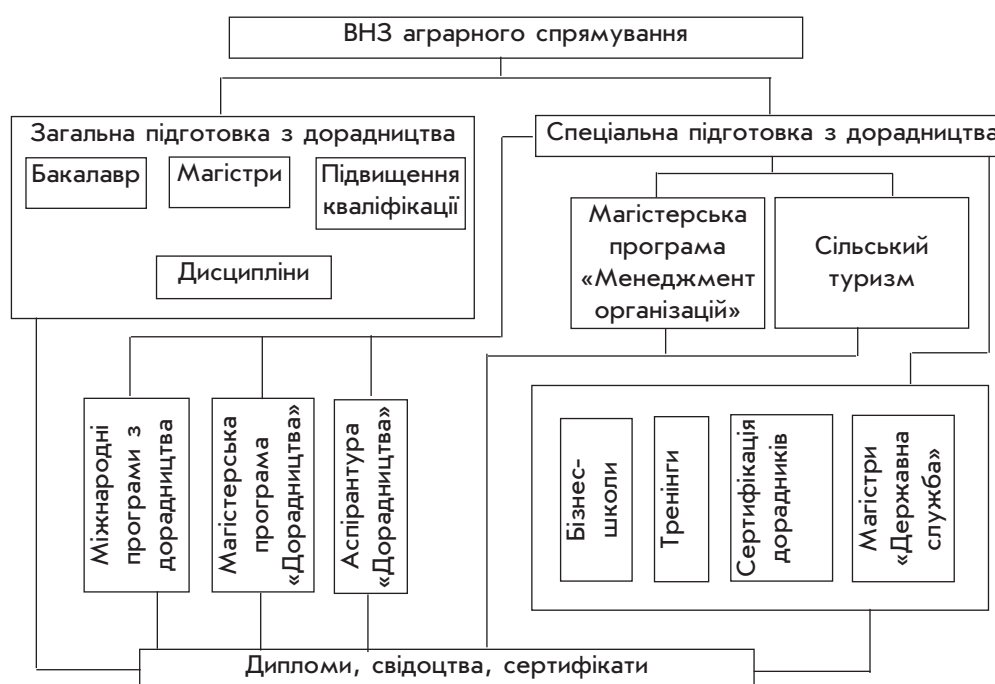 ВНЗ аграрного спрямування
Загальна підготовка з дорадництва
Бакалавр
Магістри
Підвищення
кваліфікації
Дисципліни
Спеціальна підготовка з дорадництва
Магістерська
програма
«Менеджмент
організацій»
Сільський
туризм
Міжнародні
програми з
дорадництва
Магістерська
програма
«Дорадництва»
Аспірантура
«Дорадництва»
Бізнес-
школи
Тренінги
Сертифікація
дорадників
Магістри
«Державна
служба»
Дипломи, свідоцтва, сертифікати